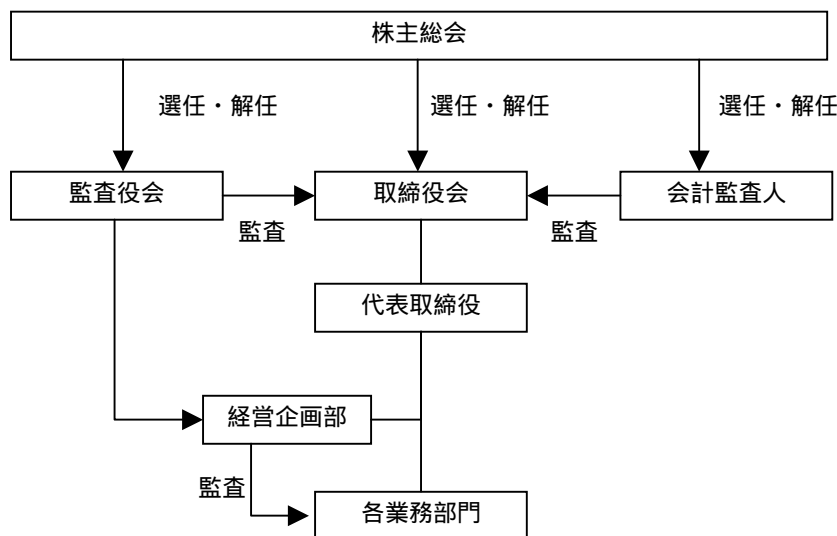 株主総会
選任・解任
選任・解任
選任・解任
監査役会
取締役会
会計監査人
監査
監査
代表取締役
経営企画部
監査
各業務部門